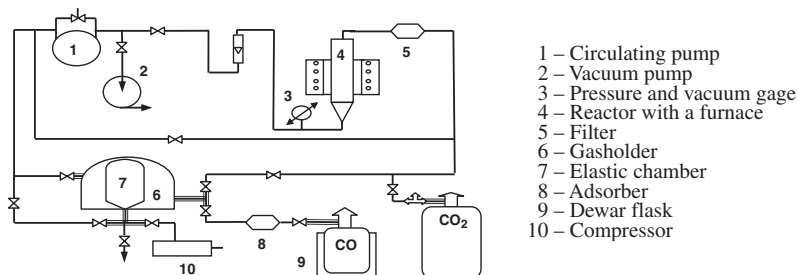 1
2
3
4
5
6
7
8
9
10
CO
CO₂
1 – Circulating pump
2 – Vacuum pump
3 – Pressure and vacuum gage
4 – Reactor with a furnace
5 – Filter
6 – Gasholder
7 – Elastic chamber
8 – Adsorber
9 – Dewar flask
10 – Compressor